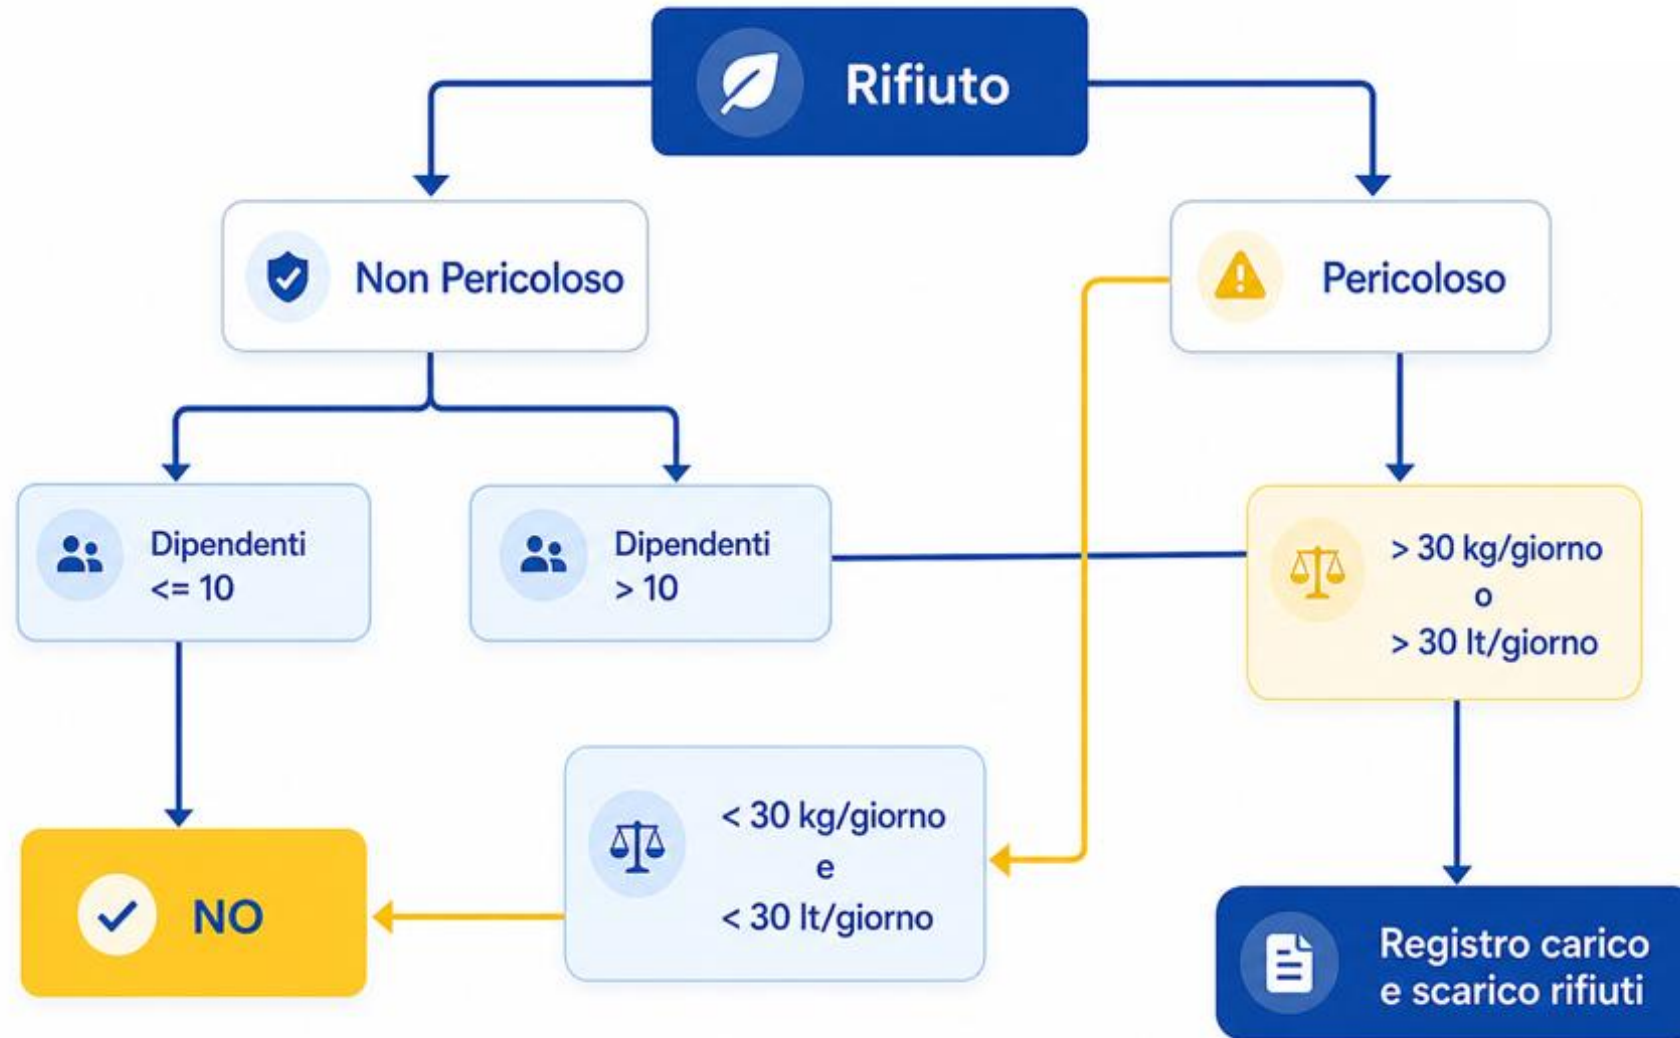 Rifiuto
Non Pericoloso
Pericoloso
Dipendenti
<= 10
Dipendenti
> 10
> 30 kg/giorno
o
> 30 lt/giorno
< 30 kg/giorno
e
< 30 lt/giorno
NO
Registro carico
e scarico rifiuti